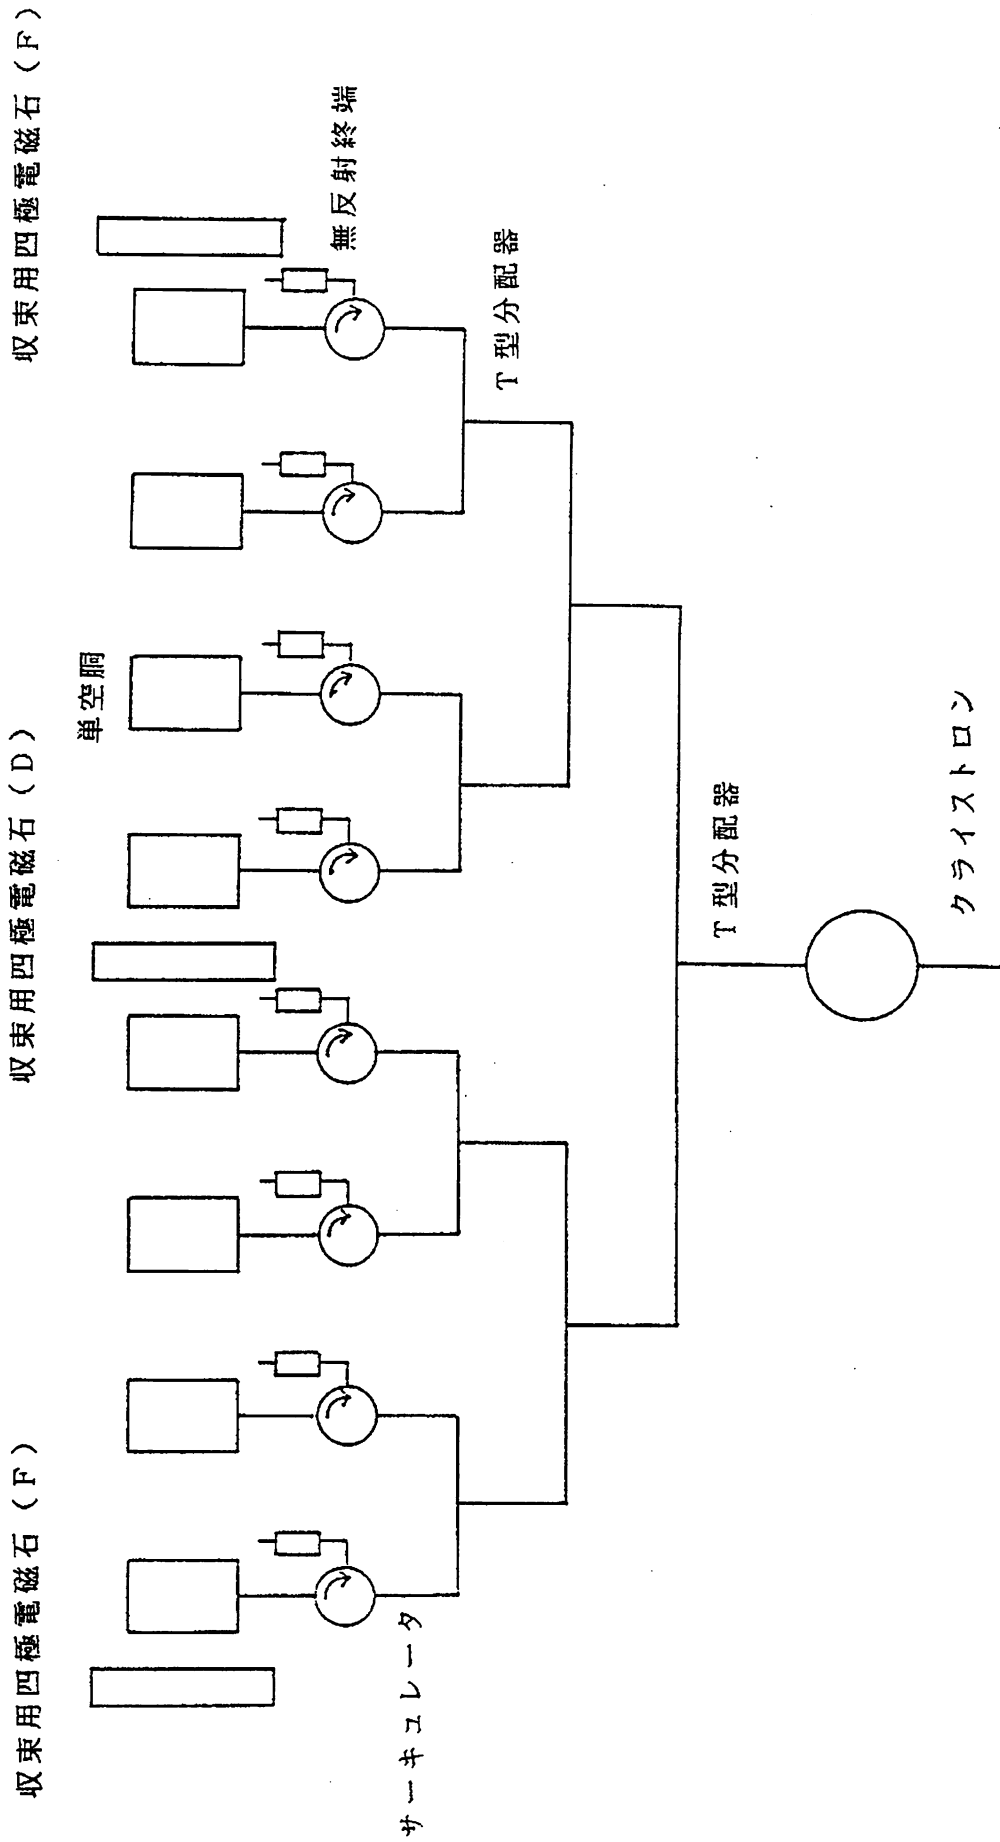 収束用四極電磁石(F)
収束用四極電磁石(D)
収束用四極電磁石(F)
単空胴
無反射終端
サーキュレータ
T型分配器
T型分配器
クライストロン